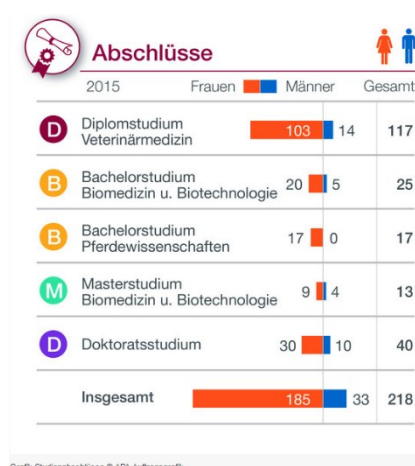 Abschlüsse
2015 Frauen Männer Gesamt
D Diplomstudium
Veterinärmedizin 103 14 117
B Bachelorstudium
Biomedizin u. Biotechnologie 20 5 25
B Bachelorstudium
Pferdewissenschaften 17 0 17
M Masterstudium
Biomedizin u. Biotechnologie 9 4 13
D Doktoratsstudium 30 10 40
Insgesamt 185 33 218